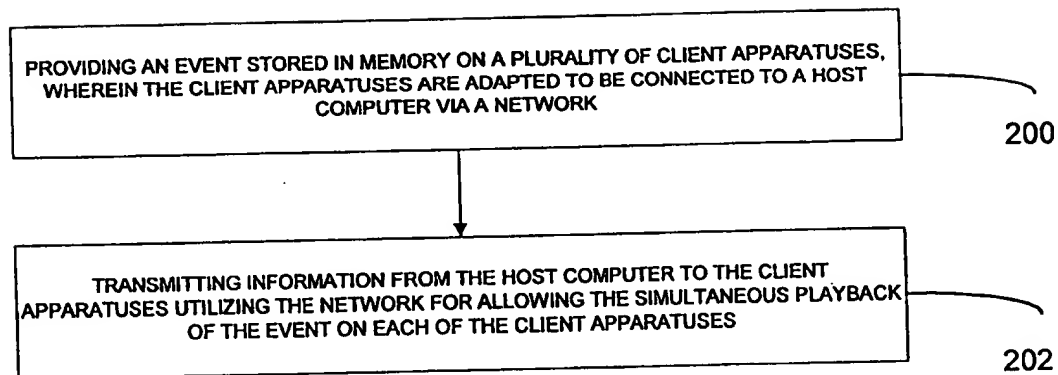 PROVIDING AN EVENT STORED IN MEMORY ON A PLURALITY OF CLIENT APPARATUSES,
WHEREIN THE CLIENT APPARATUSES ARE ADAPTED TO BE CONNECTED TO A HOST
COMPUTER VIA A NETWORK
200
TRANSMITTING INFORMATION FROM THE HOST COMPUTER TO THE CLIENT
APPARATUSES UTILIZING THE NETWORK FOR ALLOWING THE SIMULTANEOUS PLAYBACK
OF THE EVENT ON EACH OF THE CLIENT APPARATUSES
202